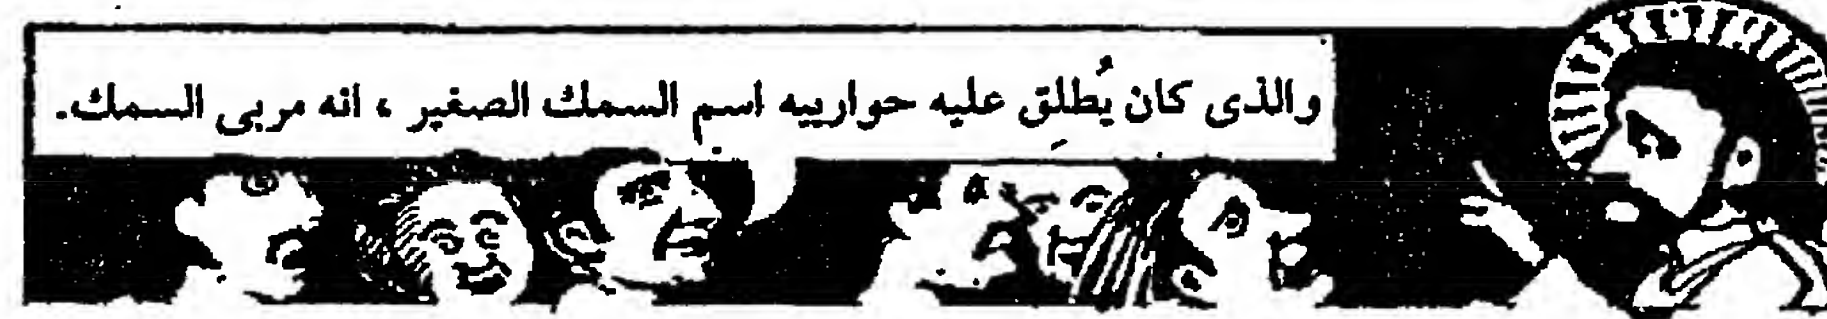 والذى كان يُطلِق عليه حوارييه اسم السمك الصغير ، انه مربى السمك.